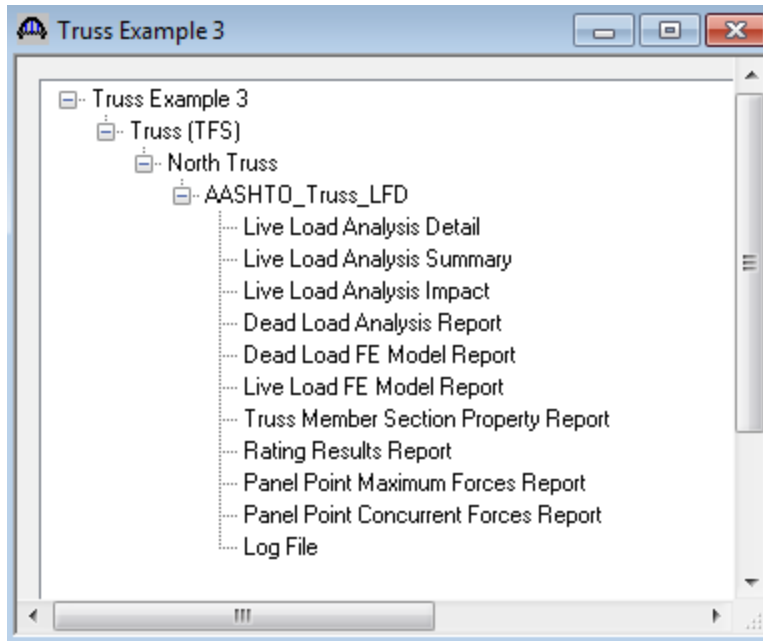 Truss Example 3
Truss Example 3
Truss (TFS)
North Truss
AASHTO_Truss_LFD
Live Load Analysis Detail
Live Load Analysis Summary
Live Load Analysis Impact
Dead Load Analysis Report
Dead Load FE Model Report
Live Load FE Model Report
Truss Member Section Property Report
Rating Results Report
Panel Point Maximum Forces Report
Panel Point Concurrent Forces Report
Log File